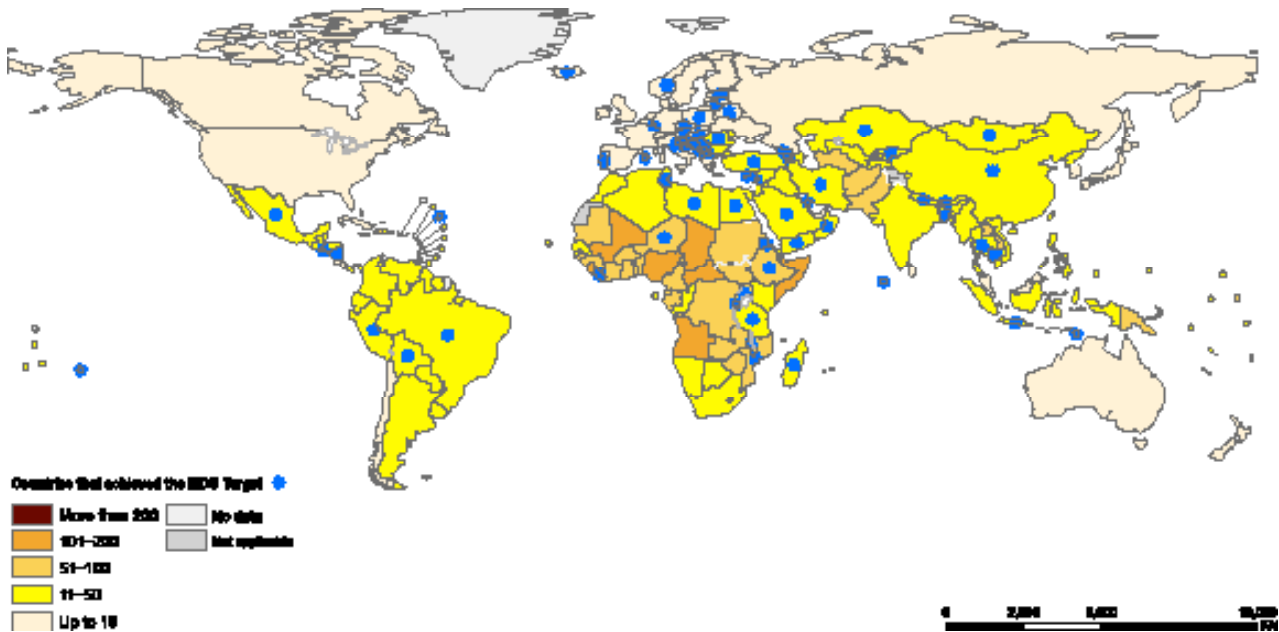 Countries that achieved the MDG Target
More than 200
No data
101–200
Not applicable
51–100
11–50
Up to 10
0